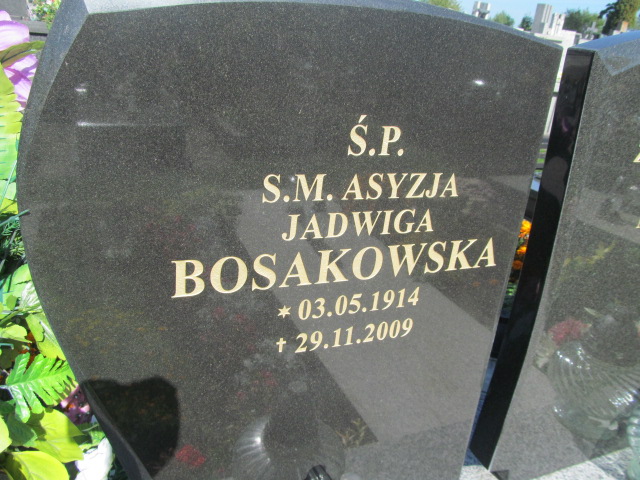 Ś.P.
S.M. ASYZJA
JADWIGA
BOSAKOWSKA
* 03.05.1914
† 29.11.2009